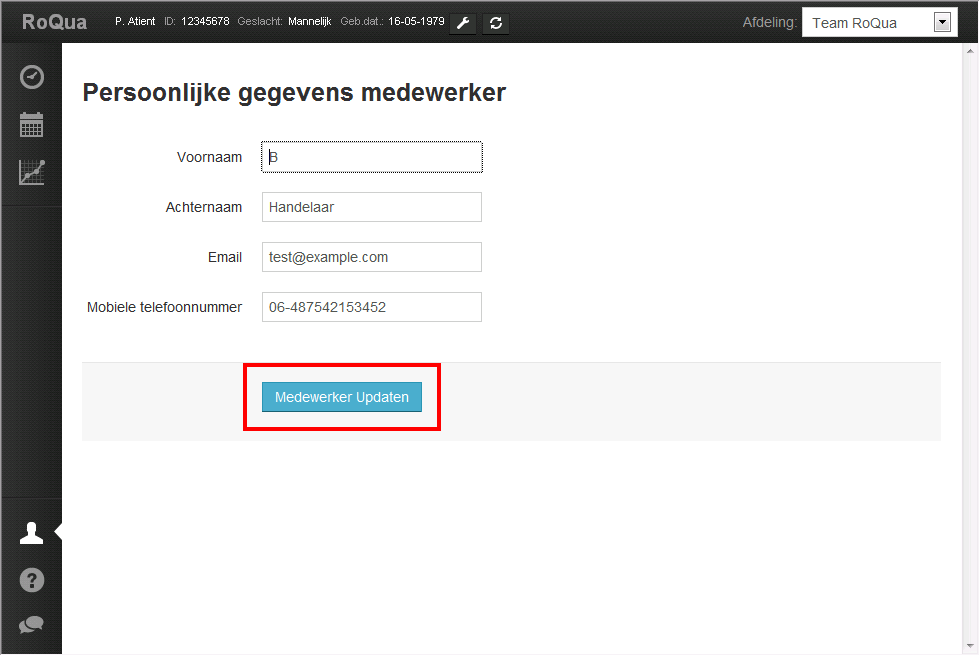 RoQua P. Atient ID: 12345678 Geslacht: Mannelijk Geb.dat.: 16-05-1979 Afdeling: Team RoQua
Persoonlijke gegevens medewerker
Voornaam B
Achternaam Handelaar
Email test@example.com
Mobiele telefoonnummer 06-487542153452
Medewerker Updaten
?